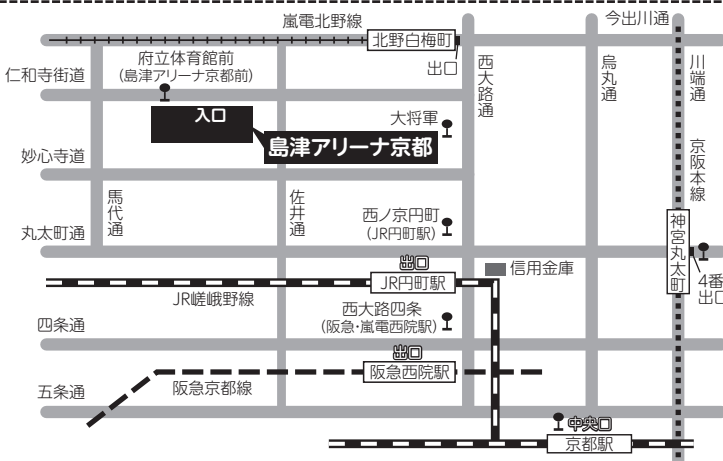 嵐電北野線
今出川通
北野白梅町
出口
仁和寺街道
府立体育館前
(島津アリーナ京都前)
西大路通
烏丸通
川端通
京阪本線
入口
大将軍
島津アリーナ京都
妙心寺道
馬代通
佐井通
西ノ京円町
(JR円町駅)
丸太町通
神宮丸太町
4番
出口
出口
JR円町駅
信用金庫
JR嵯峨野線
西大路四条
(阪急・嵐電西院駅)
四条通
出口
阪急西院駅
阪急京都線
五条通
中央口
京都駅